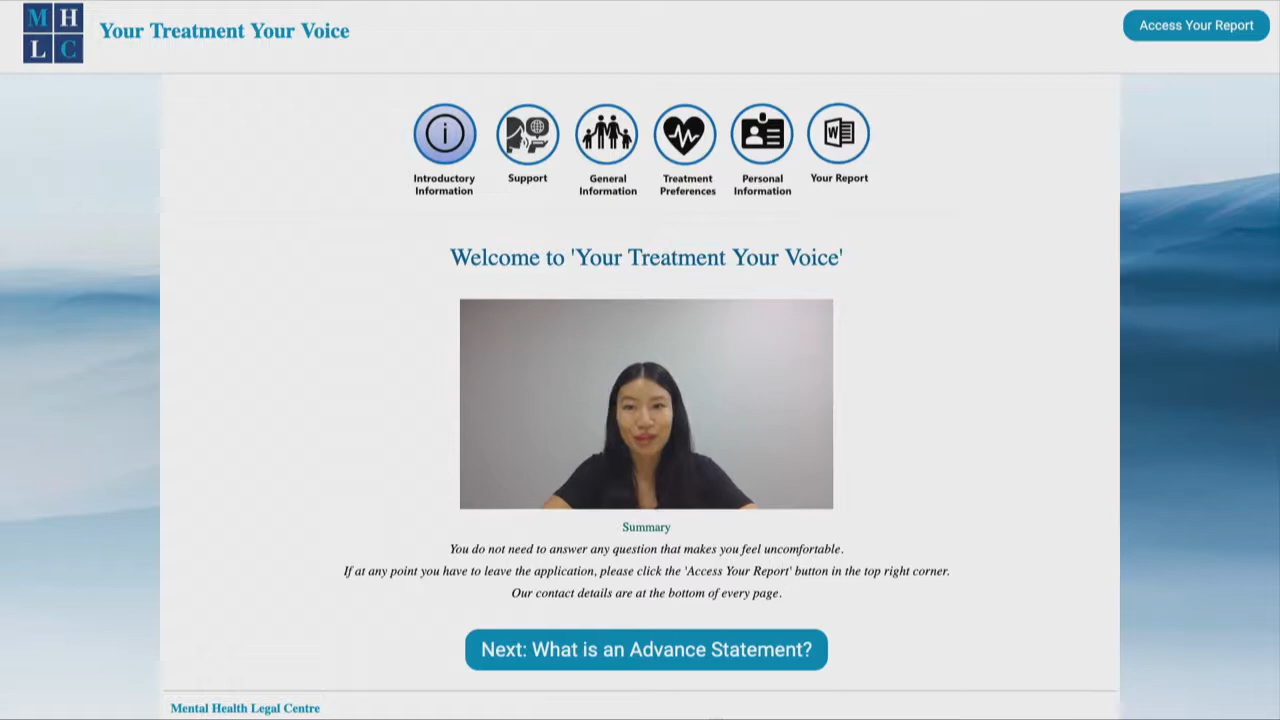 M H
L C
Your Treatment Your Voice
Access Your Report
i
W
Introductory
Information
Support
General
Information
Treatment
Preferences
Personal
Information
Your Report
Welcome to 'Your Treatment Your Voice'
Summary
You do not need to answer any question that makes you feel uncomfortable.
If at any point you have to leave the application, please click the 'Access Your Report' button in the top right corner.
Our contact details are at the bottom of every page.
Next: What is an Advance Statement?
Mental Health Legal Centre